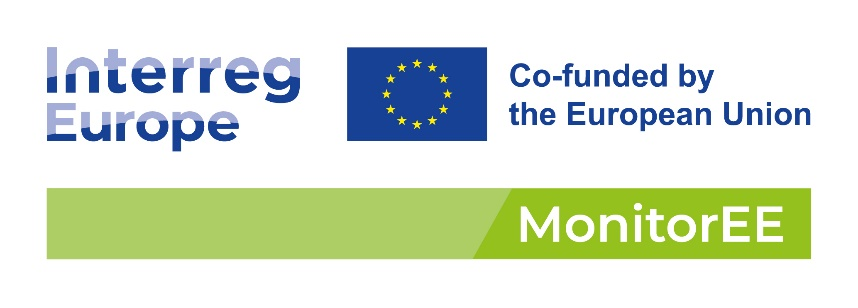 Interreg
Europe
Co-funded by
the European Union
MonitorEE